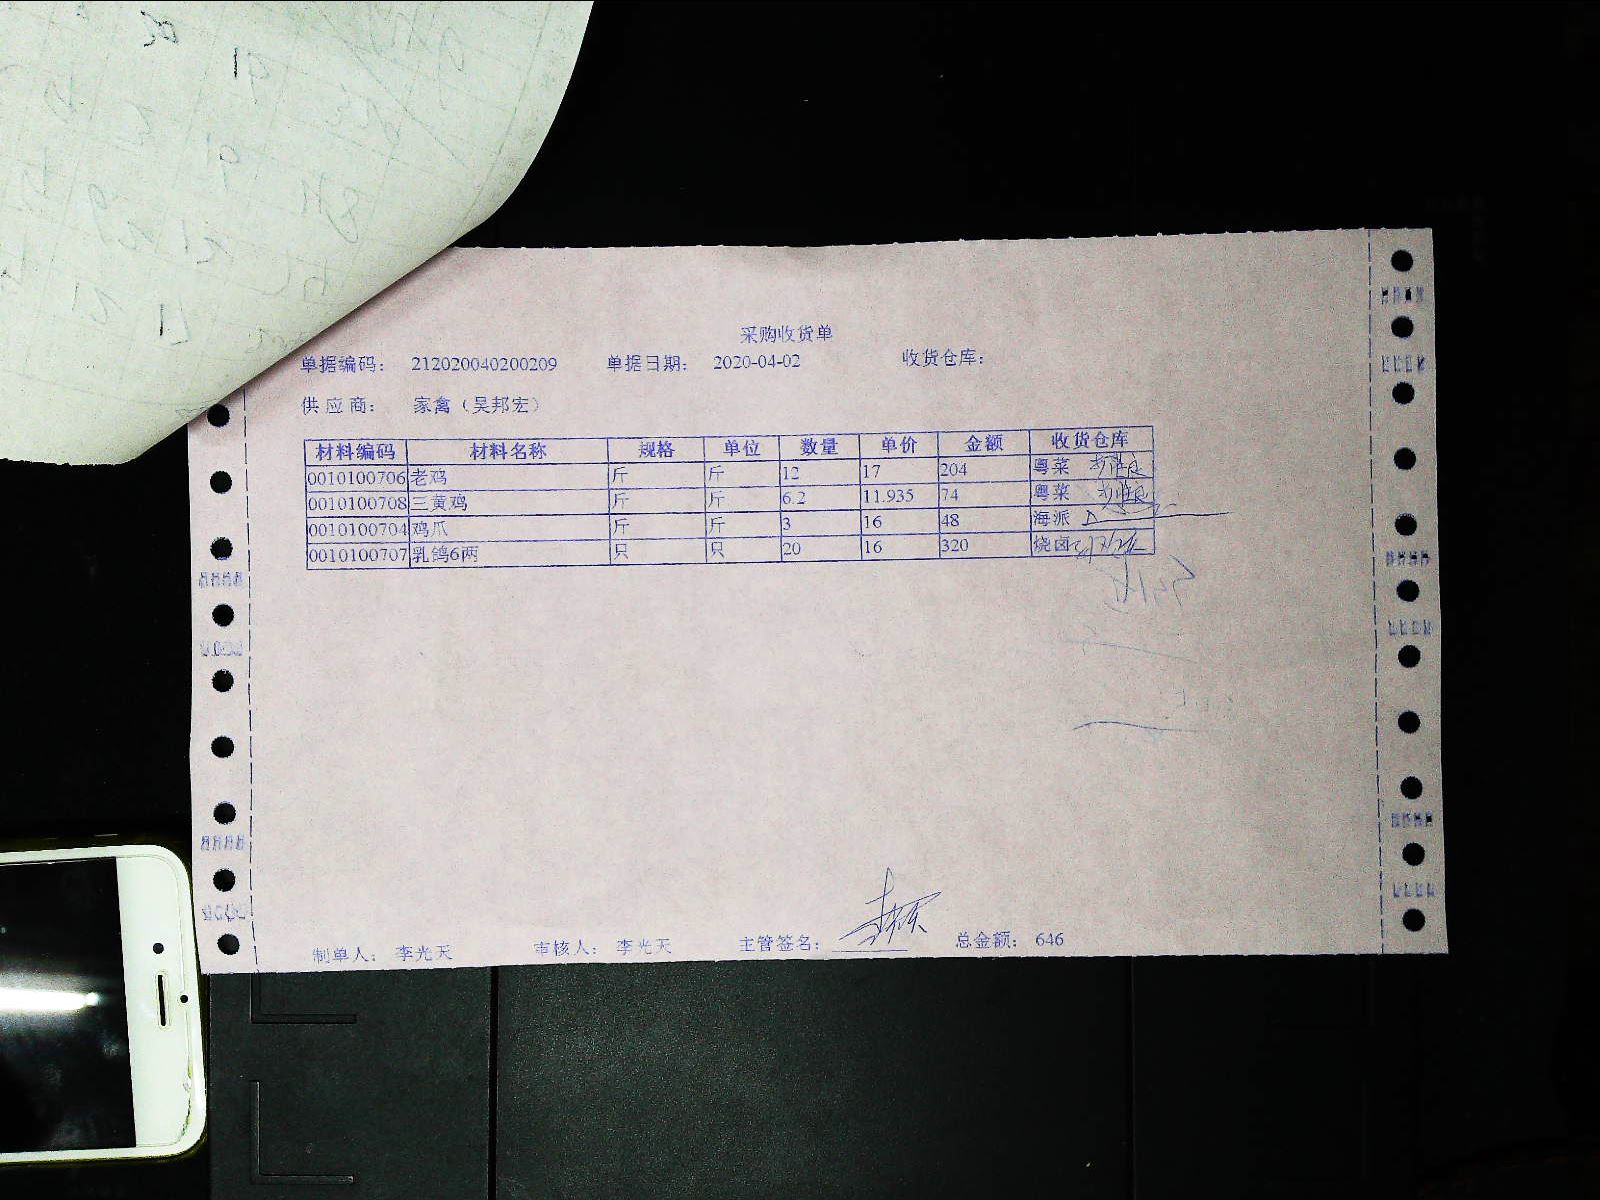 采购收货单
单据编码： 212020040200209 单据日期： 2020-04-02 收货仓库：
供应商： 家禽（吴邦宏）
材料编码 材料名称 规格 单位 数量 单价 金额 收货仓库
0010100706 老鸡 斤 斤 12 17 204 粤菜
0010100708 三黄鸡 斤 斤 6.2 11.935 74 粤菜
0010100704 鸡爪 斤 斤 3 16 48 海派
0010100707 乳鸽6两 只 只 20 16 320 烧卤
制单人： 李光天 审核人： 李光天 主管签名： 总金额： 646